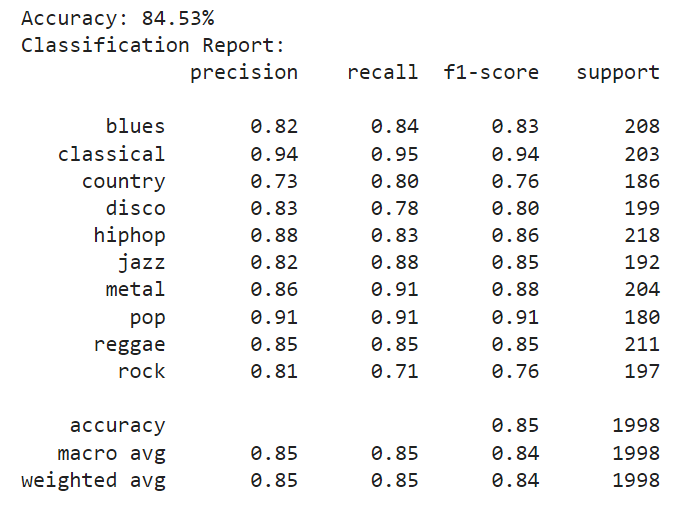 Accuracy: 84.53%
Classification Report:
precision recall f1-score support
blues 0.82 0.84 0.83 208
classical 0.94 0.95 0.94 203
country 0.73 0.80 0.76 186
disco 0.83 0.78 0.80 199
hiphop 0.88 0.83 0.86 218
jazz 0.82 0.88 0.85 192
metal 0.86 0.91 0.88 204
pop 0.91 0.91 0.91 180
reggae 0.85 0.85 0.85 211
rock 0.81 0.71 0.76 197
accuracy 0.85 1998
macro avg 0.85 0.85 0.84 1998
weighted avg 0.85 0.85 0.84 1998